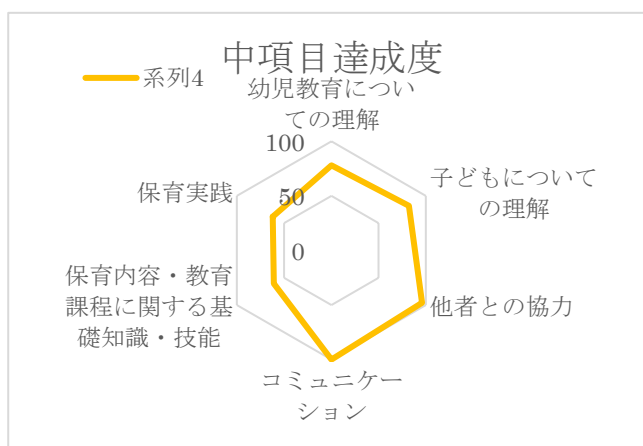 中項目達成度
系列4
幼児教育につい
ての理解
100
子どもについて
の理解
保育実践
50
0
保育内容・教育
課程に関する基
礎知識・技能
他者との協力
コミュニケー
ション